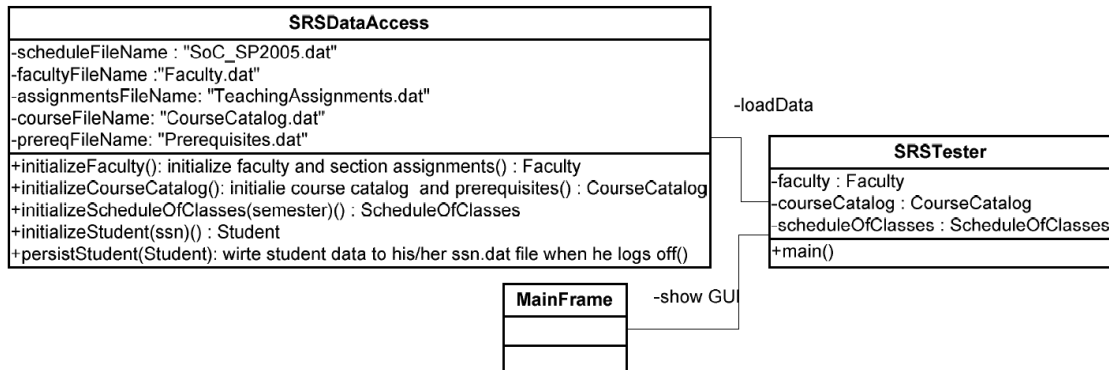 SRSDataAccess
-scheduleFileName : "SoC_SP2005.dat"
-facultyFileName :"Faculty.dat"
-assignmentsFileName: "TeachingAssignments.dat"
-courseFileName: "CourseCatalog.dat"
-prereqFileName: "Prerequisites.dat"
+initializeFaculty(): initialize faculty and section assignments() : Faculty
+initializeCourseCatalog(): initialie course catalog and prerequisites() : CourseCatalog
+initializeScheduleOfClasses(semester)() : ScheduleOfClasses
+initializeStudent(ssn)() : Student
+persistStudent(Student): wirte student data to his/her ssn.dat file when he logs off()
-loadData
SRSTester
-faculty : Faculty
-courseCatalog : CourseCatalog
-scheduleOfClasses : ScheduleOfClasses
+main()
MainFrame
-show GUI